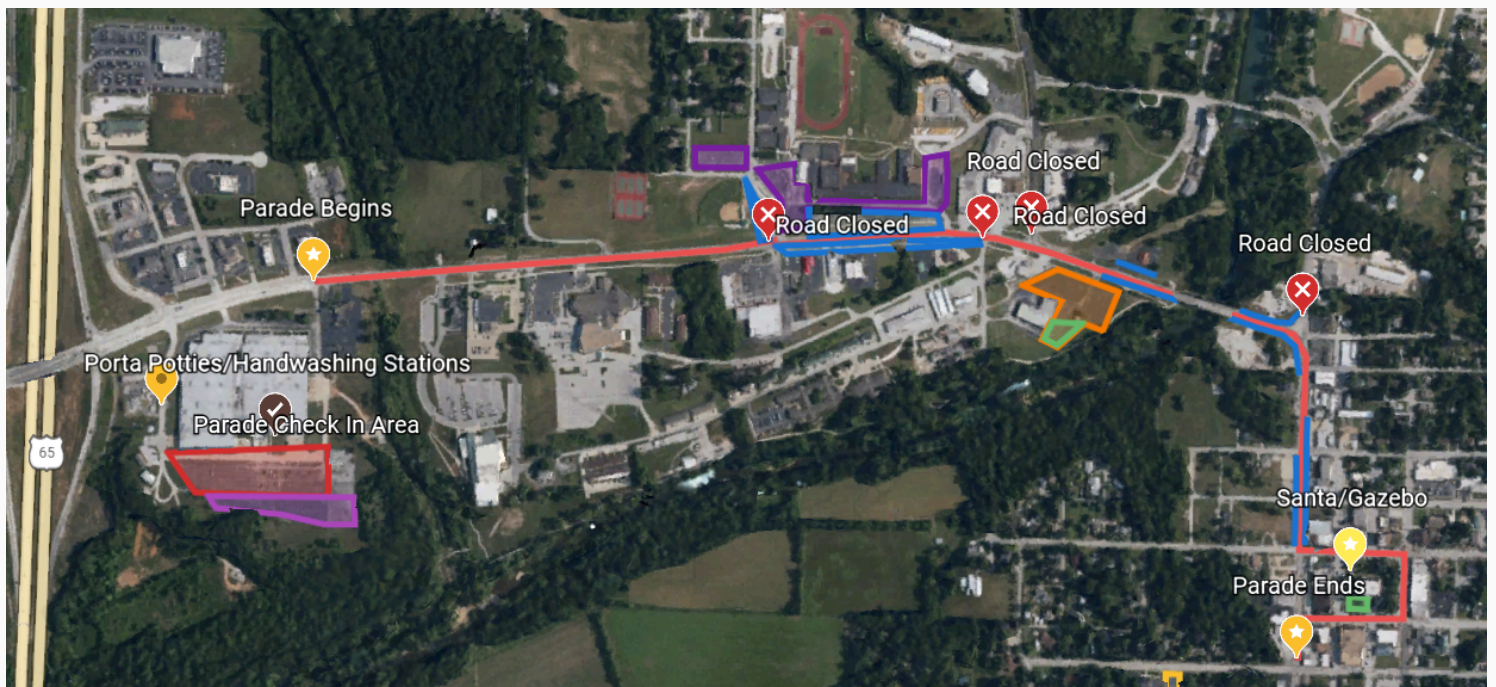 Road Closed
Parade Begins
Road Closed
Road Closed
Road Closed
Porta Potties/Handwashing Stations
Parade Check In Area
65
Santa/Gazebo
Parade Ends